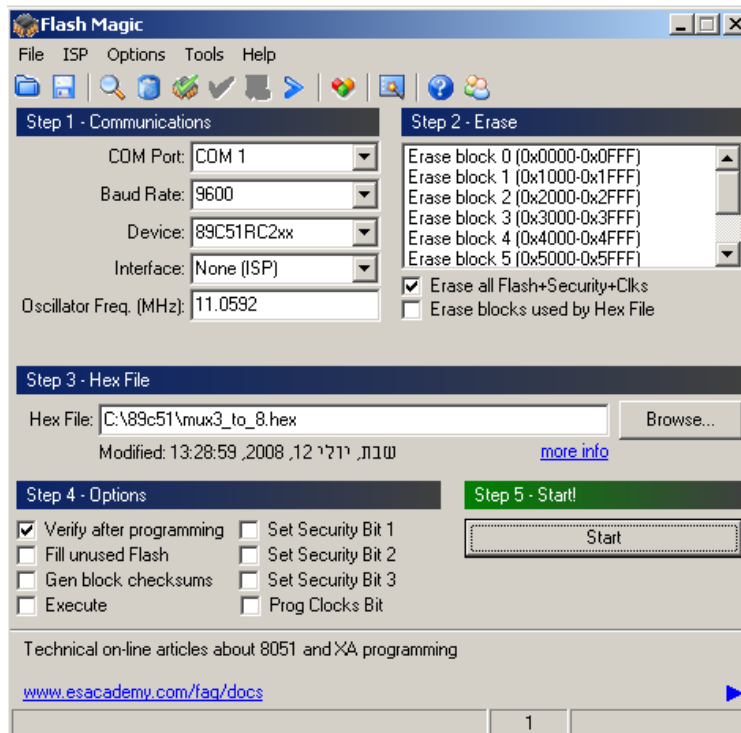 Flash Magic
File ISP Options Tools Help
Step 1 - Communications
COM Port: COM 1
Baud Rate: 9600
Device: 89C51RC2xx
Interface: None (ISP)
Oscillator Freq. (MHz): 11.0592
Step 2 - Erase
Erase block 0 (0x0000-0x0FFF)
Erase block 1 (0x1000-0x1FFF)
Erase block 2 (0x2000-0x2FFF)
Erase block 3 (0x3000-0x3FFF)
Erase block 4 (0x4000-0x4FFF)
Erase block 5 (0x5000-0x5FFF)
Erase all Flash+Security+Clks
Erase blocks used by Hex File
Step 3 - Hex File
Hex File: C:\89c51\mux3_to_8.hex Browse...
Modified: 13:28:59 ,2008 ,12 שבת, יולי more info
Step 4 - Options
Verify after programming
Fill unused Flash
Gen block checksums
Execute
Set Security Bit 1
Set Security Bit 2
Set Security Bit 3
Prog Clocks Bit
Step 5 - Start!
Start
Technical on-line articles about 8051 and XA programming
www.esacademy.com/faq/docs
1